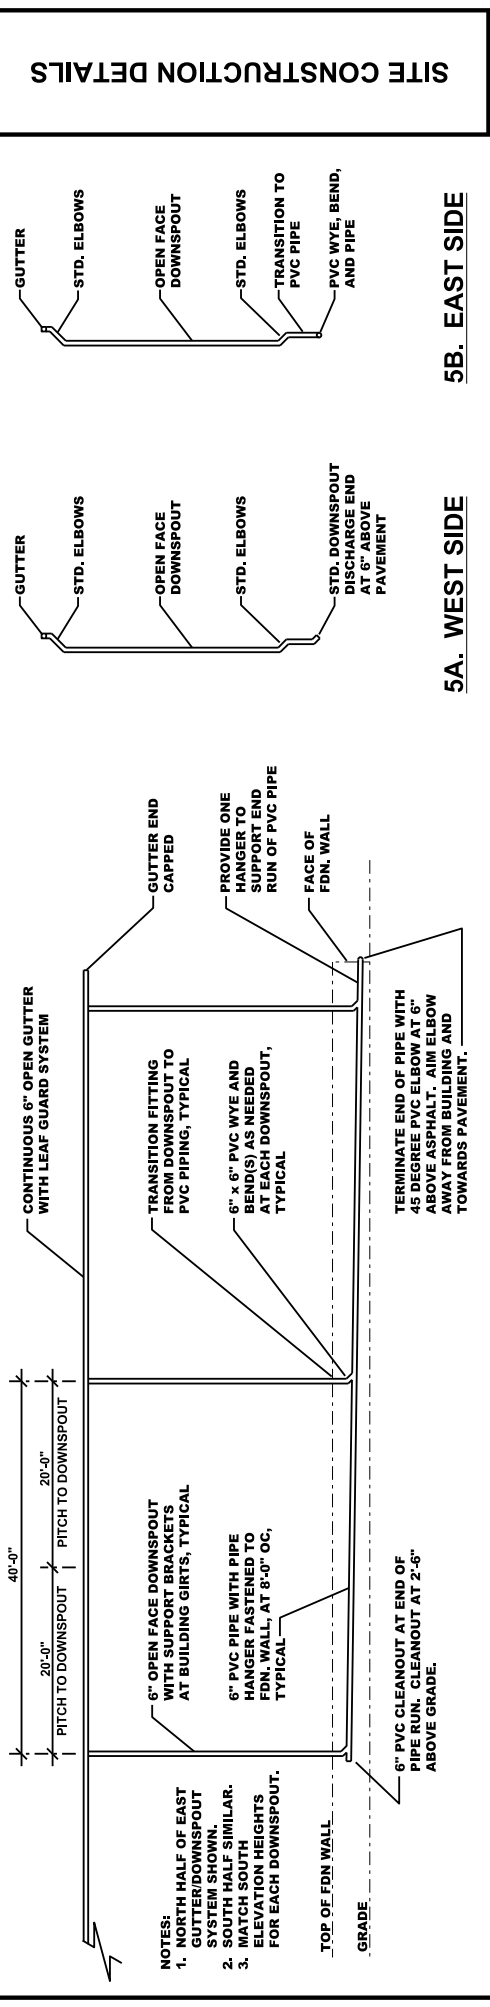 CONTINUOUS 6" OPEN GUTTER
WITH LEAF GUARD SYSTEM
40'-0"
20'-0"
20'-0"
PITCH TO DOWNSPOUT
PITCH TO DOWNSPOUT
GUTTER END
CAPPED
6" OPEN FACE DOWNSPOUT
WITH SUPPORT BRACKETS
AT BUILDING GIRTS, TYPICAL
TRANSITION FITTING
FROM DOWNSPOUT TO
PVC PIPING, TYPICAL
PROVIDE ONE
HANGER TO
SUPPORT END
RUN OF PVC PIPE
6" PVC PIPE WITH PIPE
HANGER FASTENED TO
FDN. WALL, AT 8'-0" OC,
TYPICAL
6" x 6" PVC WYE AND
BEND(S) AS NEEDED
AT EACH DOWNSPOUT,
TYPICAL
FACE OF
FDN. WALL
NOTES:
1. NORTH HALF OF EAST
GUTTER/DOWNSPOUT
SYSTEM SHOWN.
2. SOUTH HALF SIMILAR.
3. MATCH SOUTH
ELEVATION HEIGHTS
FOR EACH DOWNSPOUT.
TOP OF FDN WALL
GRADE
6" PVC CLEANOUT AT END OF
PIPE RUN. CLEANOUT AT 2'-6"
ABOVE GRADE.
TERMINATE END OF PIPE WITH
45 DEGREE PVC ELBOW AT 6"
ABOVE ASPHALT. AIM ELBOW
AWAY FROM BUILDING AND
TOWARDS PAVEMENT.
GUTTER
STD. ELBOWS
OPEN FACE
DOWNSPOUT
STD. ELBOWS
STD. DOWNSPOUT
DISCHARGE END
AT 6" ABOVE
PAVEMENT
5A. WEST SIDE
GUTTER
STD. ELBOWS
OPEN FACE
DOWNSPOUT
STD. ELBOWS
TRANSITION TO
PVC PIPE
PVC WYE, BEND,
AND PIPE
5B. EAST SIDE
SITE CONSTRUCTION DETAILS